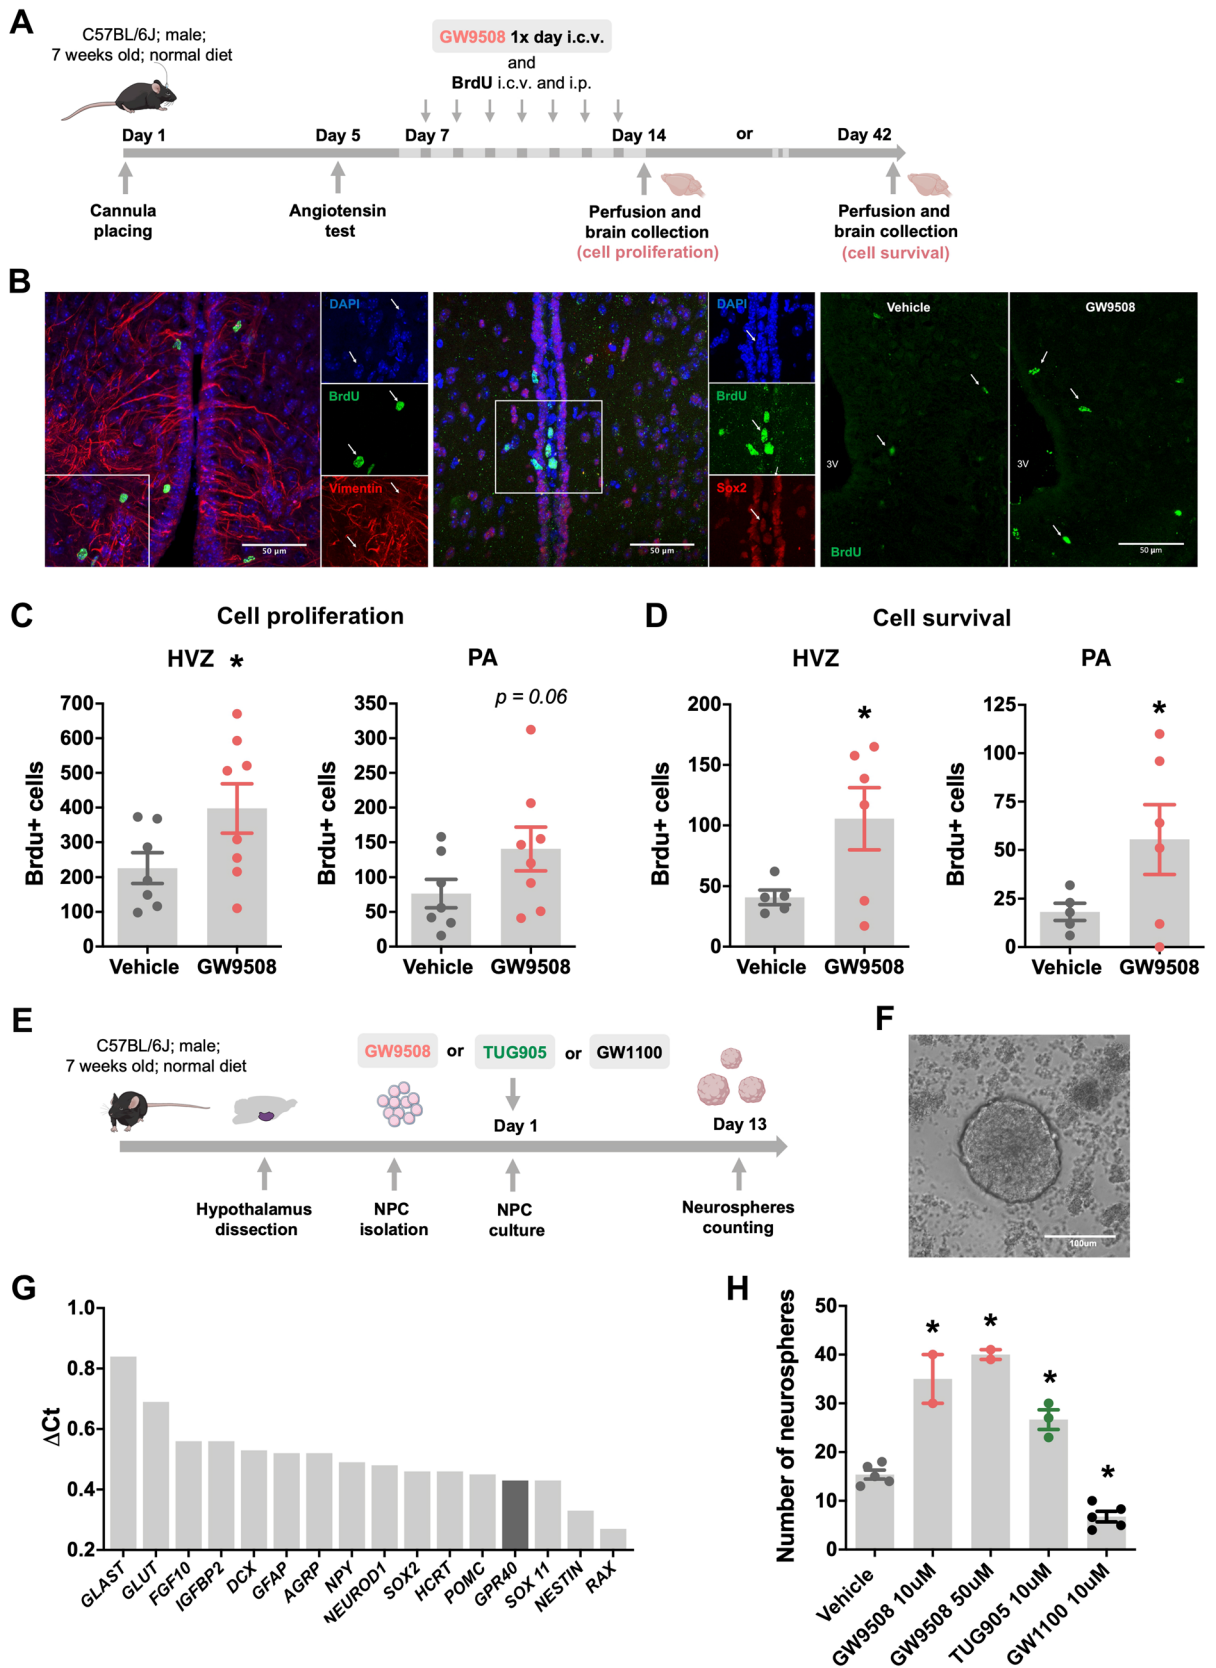 A
C57BL/6J; male;
7 weeks old; normal diet
GW9508 1x day i.c.v.
and
BrdU i.c.v. and i.p.
Day 1
Day 5
Day 7
Day 14
or
Day 42
Cannula
placing
Angiotensin
test
Perfusion and
brain collection
(cell proliferation)
Perfusion and
brain collection
(cell survival)
B
DAPI
BrdU
Vimentin
50 µm
DAPI
BrdU
Sox2
50 µm
Vehicle
3V
BrdU
GW9508
3V
50 µm
C
Cell proliferation
HVZ
*
Brdu+ cells
700
600
500
400
300
200
100
0
Vehicle
GW9508
PA
p = 0.06
Brdu+ cells
350
300
250
200
150
100
50
0
Vehicle
GW9508
D
Cell survival
HVZ
*
Brdu+ cells
200
150
100
50
0
Vehicle
GW9508
PA
*
Brdu+ cells
125
100
75
50
25
0
Vehicle
GW9508
E
C57BL/6J; male;
7 weeks old; normal diet
GW9508 or TUG905 or GW1100
Day 1
Day 13
Hypothalamus
dissection
NPC
isolation
NPC
culture
Neurospheres
counting
F
100um
G
ΔCt
1.0
0.8
0.6
0.4
0.2
GLAST
GLUT
FGF10
IGFBP2
DCX
GFAP
AGRP
NPY
NEUROD1
SOX2
HCRT
POMC
GPR40
SOX 11
NESTIN
RAX
H
Number of neurospheres
50
40
30
20
10
0
*
*
*
*
Vehicle
GW9508 10uM
GW9508 50uM
TUG905 10uM
GW1100 10uM